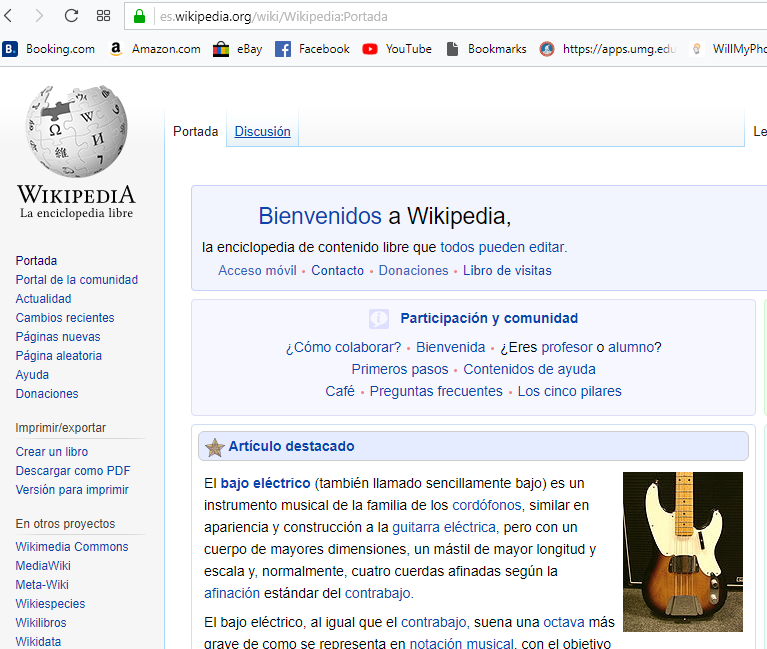 es.wikipedia.org/wiki/Wikipedia:Portada
B. Booking.com a Amazon.com eBay Facebook YouTube Bookmarks https://apps.umg.edu WillMyPho
WIKIPEDIA
La enciclopedia libre
Portada Discusión Le
Bienvenidos a Wikipedia,
la enciclopedia de contenido libre que todos pueden editar.
Acceso móvil • Contacto • Donaciones • Libro de visitas
Portada
Portal de la comunidad
Actualidad
Cambios recientes
Páginas nuevas
Página aleatoria
Ayuda
Donaciones
Imprimir/exportar
Crear un libro
Descargar como PDF
Versión para imprimir
En otros proyectos
Wikimedia Commons
MediaWiki
Meta-Wiki
Wikiespecies
Wikilibros
Wikidata
Participación y comunidad
¿Cómo colaborar? • Bienvenida • ¿Eres profesor o alumno?
Primeros pasos • Contenidos de ayuda
Café • Preguntas frecuentes • Los cinco pilares
Artículo destacado
El bajo eléctrico (también llamado sencillamente bajo) es un
instrumento musical de la familia de los cordófonos, similar en
apariencia y construcción a la guitarra eléctrica, pero con un
cuerpo de mayores dimensiones, un mástil de mayor longitud y
escala y, normalmente, cuatro cuerdas afinadas según la
afinación estándar del contrabajo.
El bajo eléctrico, al igual que el contrabajo, suena una octava más
grave de como se representa en notación musical, con el objetivo